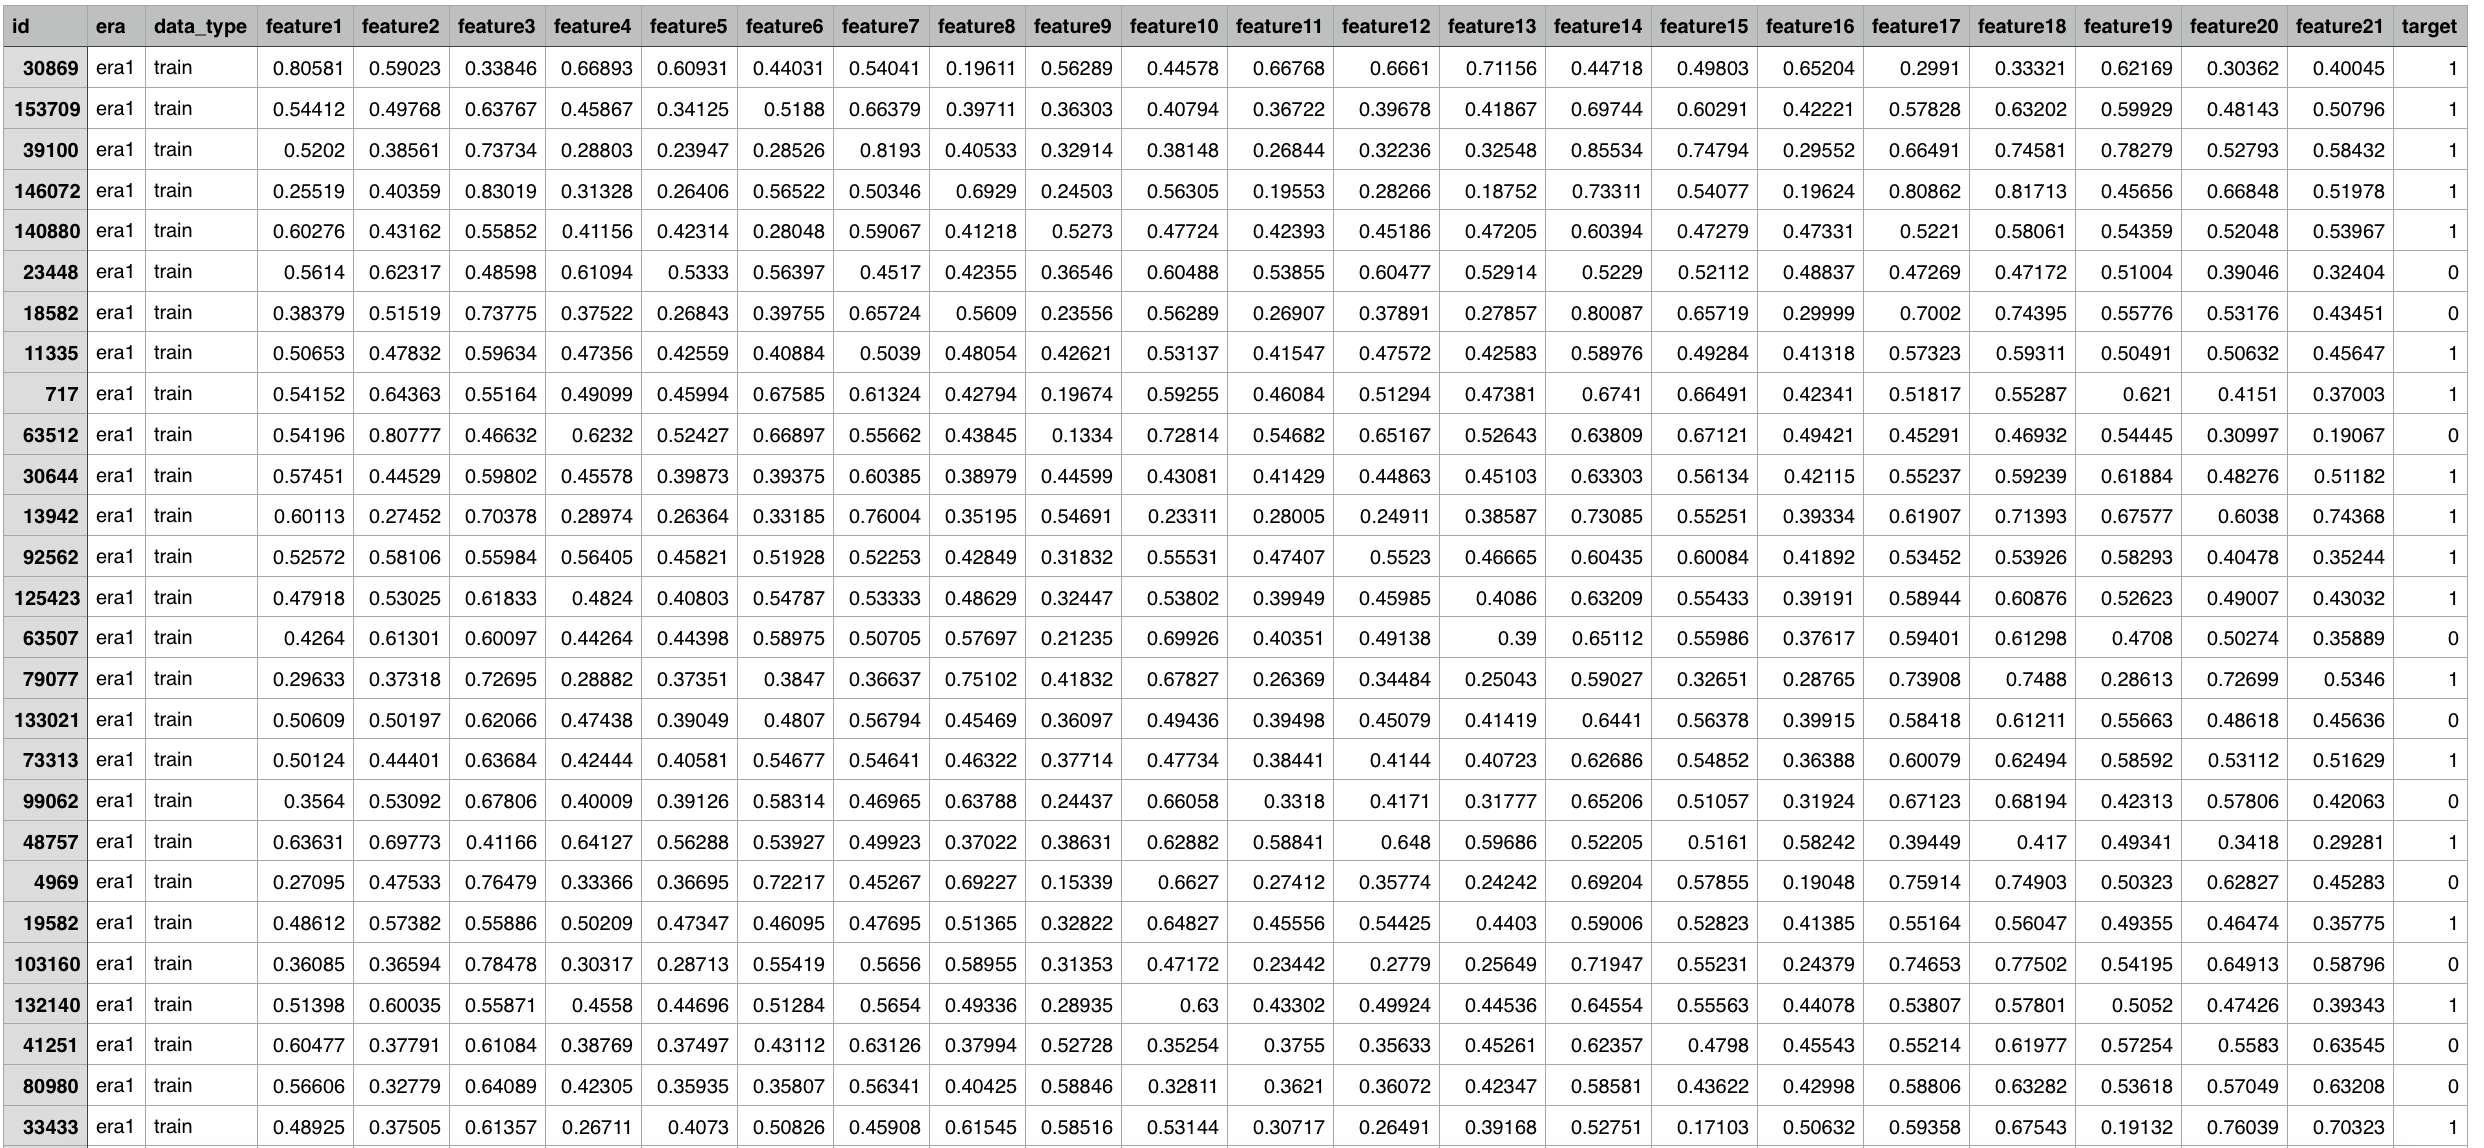 id era data_type feature1 feature2 feature3 feature4 feature5 feature6 feature7 feature8 feature9 feature10 feature11 feature12 feature13 feature14 feature15 feature16 feature17 feature18 feature19 feature20 feature21 target
30869 era1 train 0.80581 0.59023 0.33846 0.66893 0.60931 0.44031 0.54041 0.19611 0.56289 0.44578 0.66768 0.6661 0.71156 0.44718 0.49803 0.65204 0.2991 0.33321 0.62169 0.30362 0.40045 1
153709 era1 train 0.54412 0.49768 0.63767 0.45867 0.34125 0.5188 0.66379 0.39711 0.36303 0.40794 0.36722 0.39678 0.41867 0.69744 0.60291 0.42221 0.57828 0.63202 0.59929 0.48143 0.50796 1
39100 era1 train 0.5202 0.38561 0.73734 0.28803 0.23947 0.28526 0.8193 0.40533 0.32914 0.38148 0.26844 0.32236 0.32548 0.85534 0.74794 0.29552 0.66491 0.74581 0.78279 0.52793 0.58432 1
146072 era1 train 0.25519 0.40359 0.83019 0.31328 0.26406 0.56522 0.50346 0.6929 0.24503 0.56305 0.19553 0.28266 0.18752 0.73311 0.54077 0.19624 0.80862 0.81713 0.45656 0.66848 0.51978 1
140880 era1 train 0.60276 0.43162 0.55852 0.41156 0.42314 0.28048 0.59067 0.41218 0.5273 0.47724 0.42393 0.45186 0.47205 0.60394 0.47279 0.47331 0.5221 0.58061 0.54359 0.52048 0.53967 1
23448 era1 train 0.5614 0.62317 0.48598 0.61094 0.5333 0.56397 0.4517 0.42355 0.36546 0.60488 0.53855 0.60477 0.52914 0.5229 0.52112 0.48837 0.47269 0.47172 0.51004 0.39046 0.32404 0
18582 era1 train 0.38379 0.51519 0.73775 0.37522 0.26843 0.39755 0.65724 0.5609 0.23556 0.56289 0.26907 0.37891 0.27857 0.80087 0.65719 0.29999 0.7002 0.74395 0.55776 0.53176 0.43451 0
11335 era1 train 0.50653 0.47832 0.59634 0.47356 0.42559 0.40884 0.5039 0.48054 0.42621 0.53137 0.41547 0.47572 0.42583 0.58976 0.49284 0.41318 0.57323 0.59311 0.50491 0.50632 0.45647 1
717 era1 train 0.54152 0.64363 0.55164 0.49099 0.45994 0.67585 0.61324 0.42794 0.19674 0.59255 0.46084 0.51294 0.47381 0.6741 0.66491 0.42341 0.51817 0.55287 0.621 0.4151 0.37003 1
63512 era1 train 0.54196 0.80777 0.46632 0.6232 0.52427 0.66897 0.55662 0.43845 0.1334 0.72814 0.54682 0.65167 0.52643 0.63809 0.67121 0.49421 0.45291 0.46932 0.54445 0.30997 0.19067 0
30644 era1 train 0.57451 0.44529 0.59802 0.45578 0.39873 0.39375 0.60385 0.38979 0.44599 0.43081 0.41429 0.44863 0.45103 0.63303 0.56134 0.42115 0.55237 0.59239 0.61884 0.48276 0.51182 1
13942 era1 train 0.60113 0.27452 0.70378 0.28974 0.26364 0.33185 0.76004 0.35195 0.54691 0.23311 0.28005 0.24911 0.38587 0.73085 0.55251 0.39334 0.61907 0.71393 0.67577 0.6038 0.74368 1
92562 era1 train 0.52572 0.58106 0.55984 0.56405 0.45821 0.51928 0.52253 0.42849 0.31832 0.55531 0.47407 0.5523 0.46665 0.60435 0.60084 0.41892 0.53452 0.53926 0.58293 0.40478 0.35244 1
125423 era1 train 0.47918 0.53025 0.61833 0.4824 0.40803 0.54787 0.53333 0.48629 0.32447 0.53802 0.39949 0.45985 0.4086 0.63209 0.55433 0.39191 0.58944 0.60876 0.52623 0.49007 0.43032 1
63507 era1 train 0.4264 0.61301 0.60097 0.44264 0.44398 0.58975 0.50705 0.57697 0.21235 0.69926 0.40351 0.49138 0.39 0.65112 0.55986 0.37617 0.59401 0.61298 0.4708 0.50274 0.35889 0
79077 era1 train 0.29633 0.37318 0.72695 0.28882 0.37351 0.3847 0.36637 0.75102 0.41832 0.67827 0.26369 0.34484 0.25043 0.59027 0.32651 0.28765 0.73908 0.7488 0.28613 0.72699 0.5346 1
133021 era1 train 0.50609 0.50197 0.62066 0.47438 0.39049 0.4807 0.56794 0.45469 0.36097 0.49436 0.39498 0.45079 0.41419 0.6441 0.56378 0.39915 0.58418 0.61211 0.55663 0.48618 0.45636 0
73313 era1 train 0.50124 0.44401 0.63684 0.42444 0.40581 0.54677 0.54641 0.46322 0.37714 0.47734 0.38441 0.4144 0.40723 0.62686 0.54852 0.36388 0.60079 0.62494 0.58592 0.53112 0.51629 1
99062 era1 train 0.3564 0.53092 0.67806 0.40009 0.39126 0.58314 0.46965 0.63788 0.24437 0.66058 0.3318 0.4171 0.31777 0.65206 0.51057 0.31924 0.67123 0.68194 0.42313 0.57806 0.42063 0
48757 era1 train 0.63631 0.69773 0.41166 0.64127 0.56288 0.53927 0.49923 0.37022 0.38631 0.62882 0.58841 0.648 0.59686 0.52205 0.5161 0.58242 0.39449 0.417 0.49341 0.3418 0.29281 1
4969 era1 train 0.27095 0.47533 0.76479 0.33366 0.36695 0.72217 0.45267 0.69227 0.15339 0.6627 0.27412 0.35774 0.24242 0.69204 0.57855 0.19048 0.75914 0.74903 0.50323 0.62827 0.45283 0
19582 era1 train 0.48612 0.57382 0.55886 0.50209 0.47347 0.46095 0.47695 0.51365 0.32822 0.64827 0.45556 0.54425 0.4403 0.59006 0.52823 0.41385 0.55164 0.56047 0.49355 0.46474 0.35775 1
103160 era1 train 0.36085 0.36594 0.78478 0.30317 0.28713 0.55419 0.5656 0.58955 0.31353 0.47172 0.23442 0.2779 0.25649 0.71947 0.55231 0.24379 0.74653 0.77502 0.54195 0.64913 0.58796 0
132140 era1 train 0.51398 0.60035 0.55871 0.4558 0.44696 0.51284 0.5654 0.49336 0.28935 0.63 0.43302 0.49924 0.44536 0.64554 0.55563 0.44078 0.53807 0.57801 0.5052 0.47426 0.39343 1
41251 era1 train 0.60477 0.37791 0.61084 0.38769 0.37497 0.43112 0.63126 0.37994 0.52728 0.35254 0.3755 0.35633 0.45261 0.62357 0.4798 0.45543 0.55214 0.61977 0.57254 0.5583 0.63545 0
80980 era1 train 0.56606 0.32779 0.64089 0.42305 0.35935 0.35807 0.56341 0.40425 0.58846 0.32811 0.3621 0.36072 0.42347 0.58581 0.43622 0.42998 0.58806 0.63282 0.53618 0.57049 0.63208 0
33433 era1 train 0.48925 0.37505 0.61357 0.26711 0.4073 0.50826 0.45908 0.61545 0.58516 0.53144 0.30717 0.26491 0.39168 0.52751 0.17103 0.50632 0.59358 0.67543 0.19132 0.76039 0.70323 1